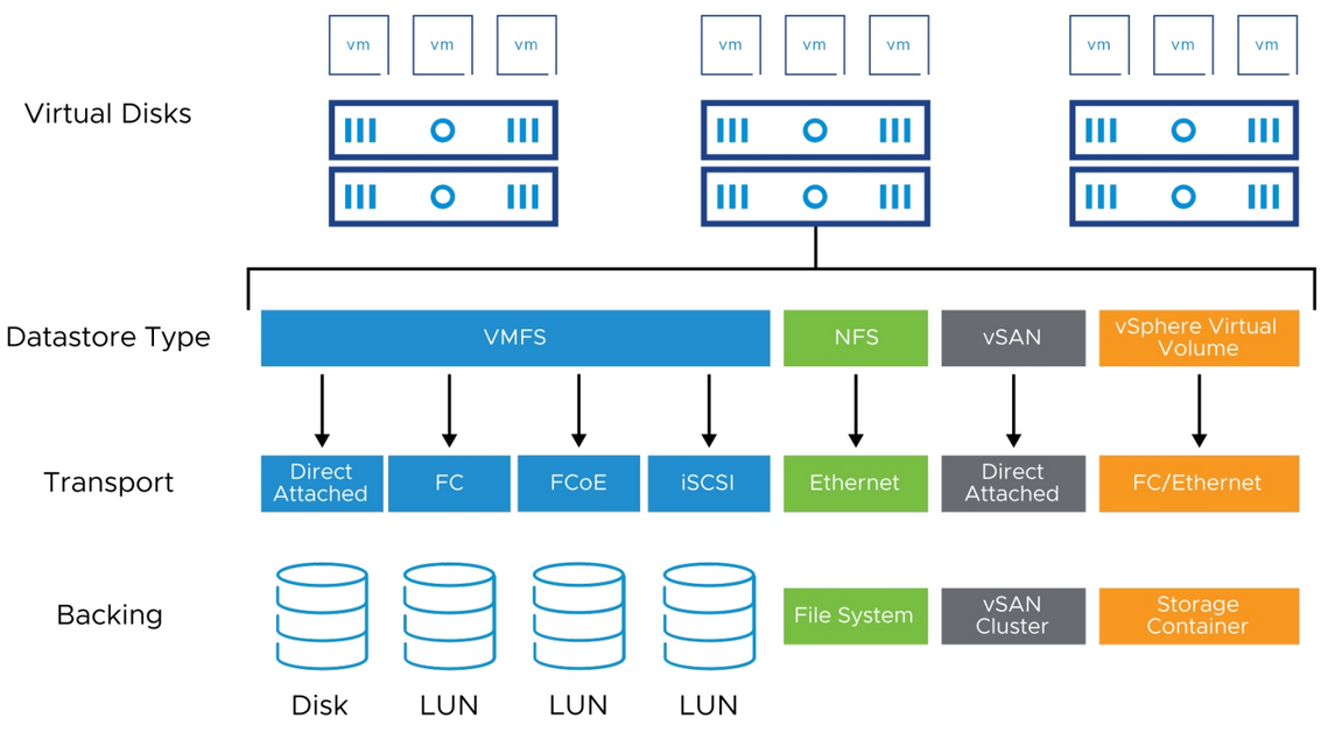 vm vm vm vm vm vm vm vm vm
Virtual Disks
Datastore Type
VMFS
NFS
vSAN
vSphere Virtual
Volume
Transport
Direct
Attached
FC
FCoE
iSCSI
Ethernet
Direct
Attached
FC/Ethernet
Backing
File System
vSAN
Cluster
Storage
Container
Disk
LUN
LUN
LUN